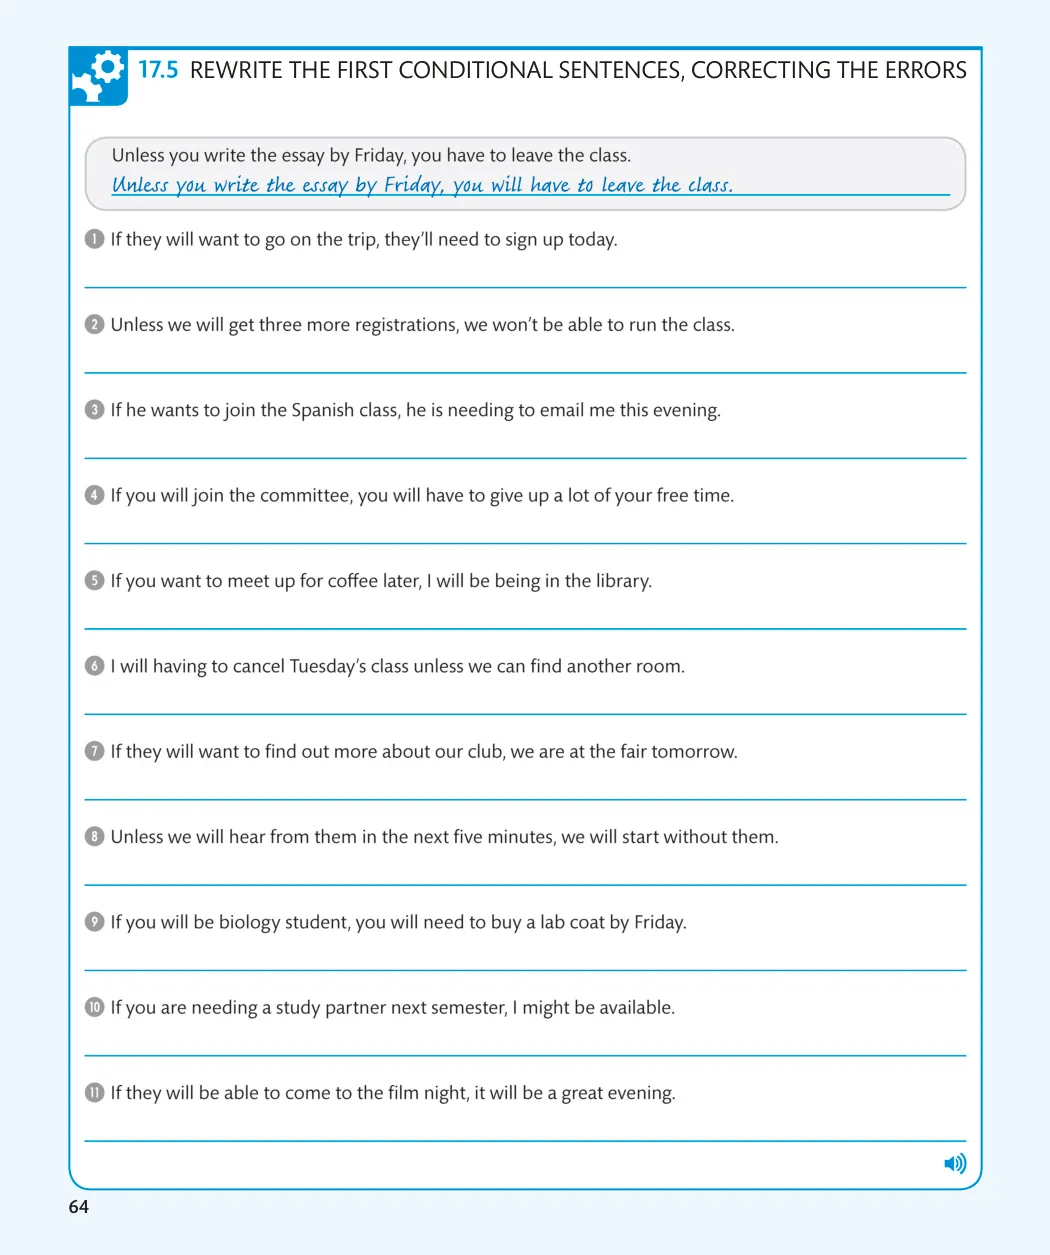 17.5 REWRITE THE FIRST CONDITIONAL SENTENCES, CORRECTING THE ERRORS
Unless you write the essay by Friday, you have to leave the class.
Unless you write the essay by Friday, you will have to leave the class.
1 If they will want to go on the trip, they’ll need to sign up today.
2 Unless we will get three more registrations, we won’t be able to run the class.
3 If he wants to join the Spanish class, he is needing to email me this evening.
4 If you will join the committee, you will have to give up a lot of your free time.
5 If you want to meet up for coffee later, I will be being in the library.
6 I will having to cancel Tuesday’s class unless we can find another room.
7 If they will want to find out more about our club, we are at the fair tomorrow.
8 Unless we will hear from them in the next five minutes, we will start without them.
9 If you will be biology student, you will need to buy a lab coat by Friday.
10 If you are needing a study partner next semester, I might be available.
11 If they will be able to come to the film night, it will be a great evening.
64